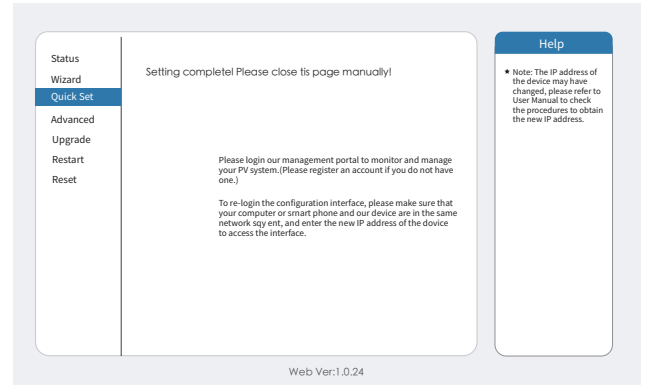 Status
Wizard
Quick Set
Advanced
Upgrade
Restart
Reset
Setting completel Please close tis page manually!
Please login our management portal to monitor and manage
your PV system.(Please register an account if you do not have
one.)
To re-login the configuration interface, please make sure that
your computer or smart phone and our device are in the same
network sqy ent, and enter the new IP address of the dovice
to access the interface.
Help
★ Note: The IP address of
the device may have
changed, please refer to
User Manual to check
the procedures to obtain
the new IP address.
Web Ver:1.0.24